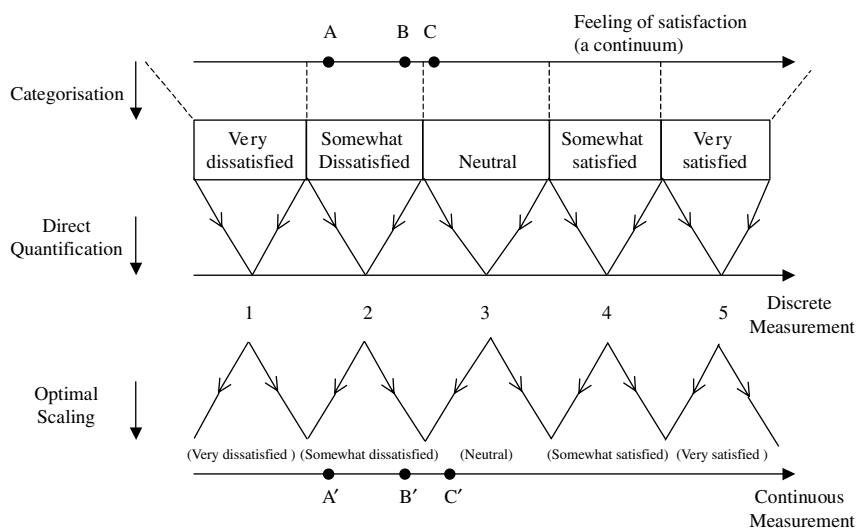 A B C Feeling of satisfaction
(a continuum)
Categorisation
Very
dissatisfied
Somewhat
Dissatisfied
Neutral
Somewhat
satisfied
Very
satisfied
Direct
Quantification
1 2 3 4 5 Discrete
Measurement
Optimal
Scaling
(Very dissatisfied ) (Somewhat dissatisfied) (Neutral) (Somewhat satisfied) (Very satisfied )
A′ B′ C′ Continuous
Measurement